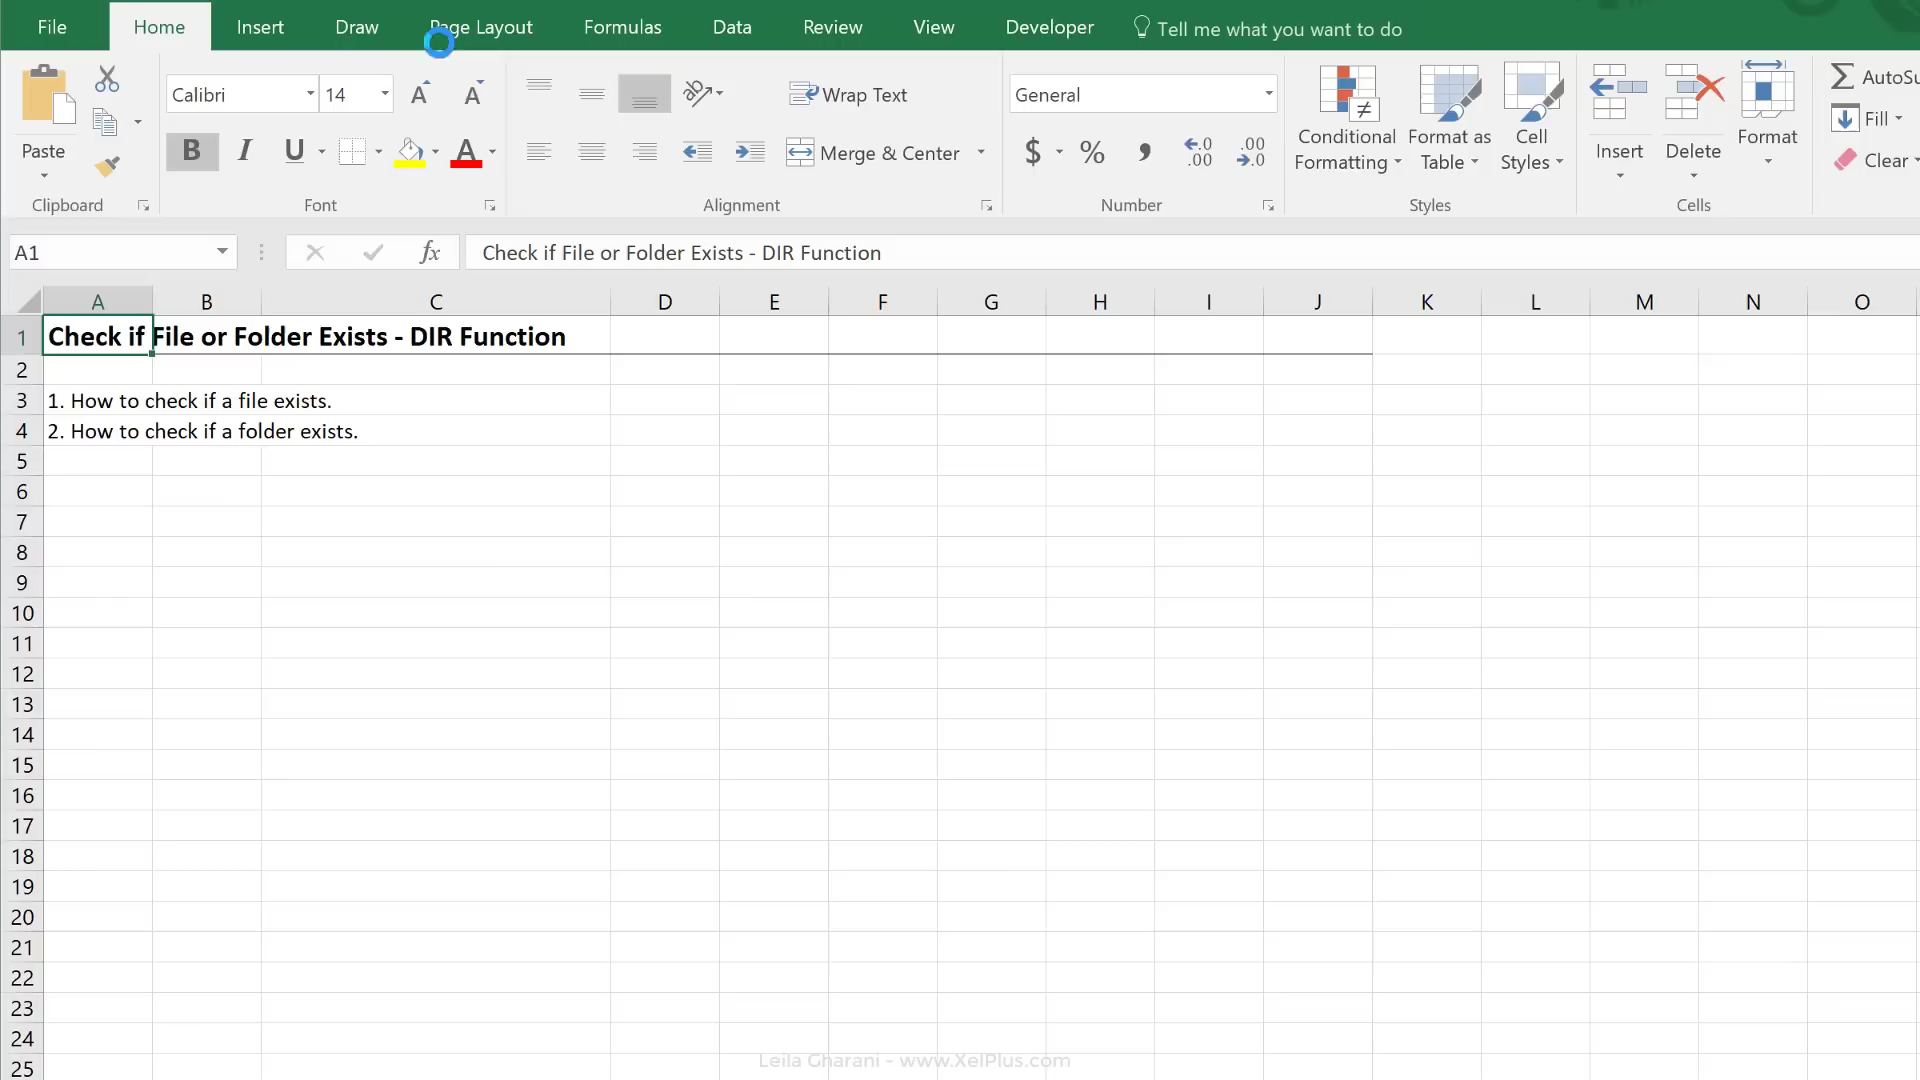 File Home Insert Draw Page Layout Formulas Data Review View Developer Tell me what you want to do
Calibri 14 A A Wrap Text General AutoSu
Paste B I U A Merge & Center $ % , .0 .00 .00 .0 Conditional Formatting Format as Table Cell Styles Insert Delete Format Fill Clear
Clipboard Font Alignment Number Styles Cells
A1 fx Check if File or Folder Exists - DIR Function
A B C D E F G H I J K L M N O
1 Check if File or Folder Exists - DIR Function
2
3 1. How to check if a file exists.
4 2. How to check if a folder exists.
5
6
7
8
9
10
11
12
13
14
15
16
17
18
19
20
21
22
23
24
25
Leila Gharani - www.XelPlus.com